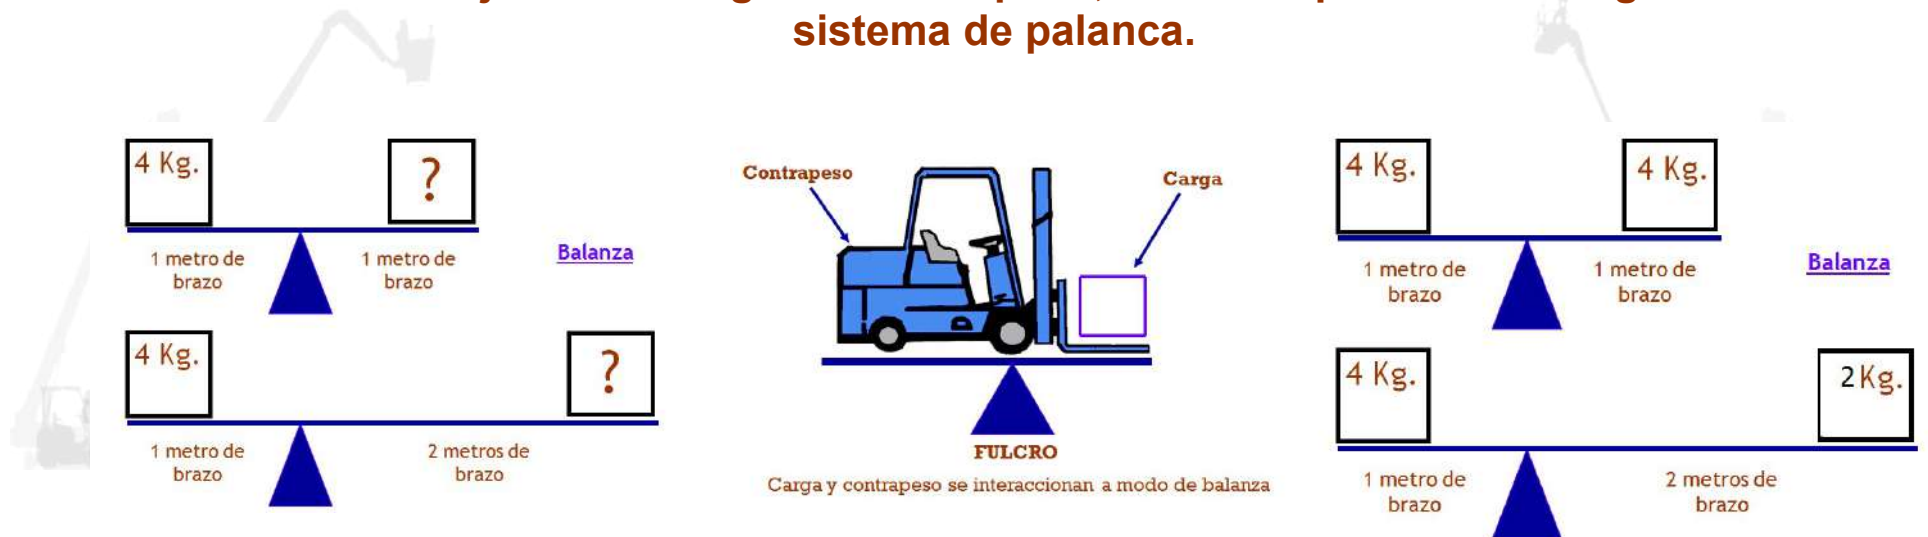 sistema de palanca.
4 Kg.
?
1 metro de
brazo
1 metro de
brazo
Balanza
4 Kg.
?
1 metro de
brazo
2 metros de
brazo
Contrapeso
Carga
FULCRO
Carga y contrapeso se interaccionan a modo de balanza
4 Kg.
4 Kg.
1 metro de
brazo
1 metro de
brazo
Balanza
4 Kg.
2Kg.
1 metro de
brazo
2 metros de
brazo